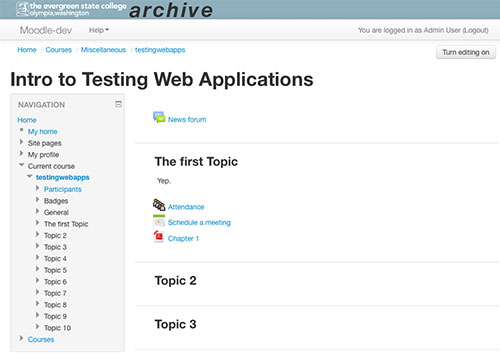 the evergreen state college
olympia, washington
archive
Moodle-dev
Help
You are logged in as Admin User (Logout)
Home / Courses / Miscellaneous / testingwebapps
Turn editing on
Intro to Testing Web Applications
NAVIGATION
Home
My home
Site pages
My profile
Current course
testingwebapps
Participants
Badges
General
The first Topic
Topic 2
Topic 3
Topic 4
Topic 5
Topic 6
Topic 7
Topic 8
Topic 9
Topic 10
Courses
News forum
The first Topic
Yep.
Attendance
Schedule a meeting
Chapter 1
Topic 2
Topic 3